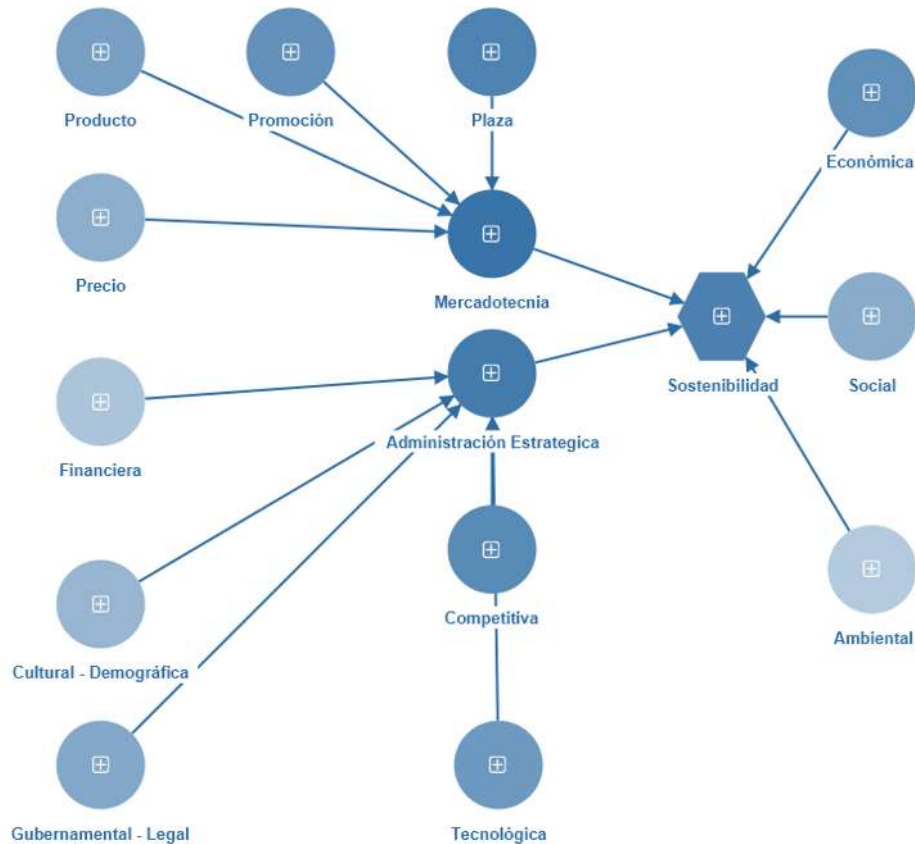 Producto
Promoción
Plaza
Económica
Precio
Mercadotecnia
Sostenibilidad
Social
Financiera
Administración Estrategica
Competitiva
Ambiental
Cultural - Demográfica
Gubernamental - Legal
Tecnológica